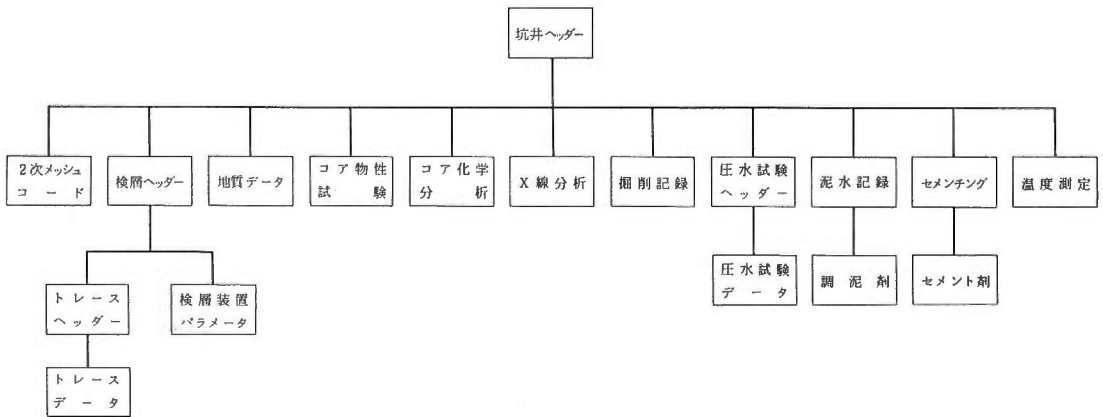 坑井ヘッダー
2次メッシュ
コード
検層ヘッダー
地質データ
コア物性
試験
コア化学
分析
X線分析
掘削記録
圧水試験
ヘッダー
泥水記録
セメンチング
温度測定
トレース
ヘッダー
検層装置
パラメータ
圧水試験
データ
調泥剤
セメント剤
トレース
データ